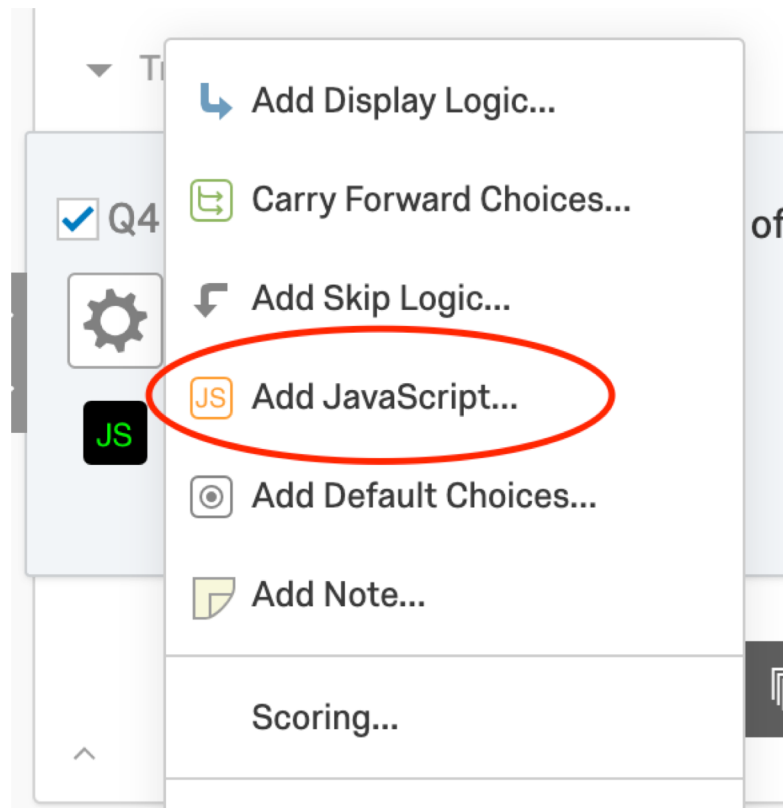 Add Display Logic...
Q4
Carry Forward Choices...
of
Add Skip Logic...
JS Add JavaScript...
JS
Add Default Choices...
Add Note...
Scoring...